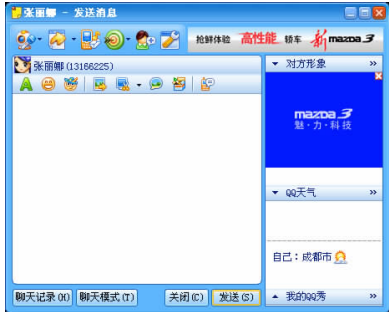 张丽娜 - 发送消息
抢鲜体验 高性能 轿车 新 mazda 3
张丽娜 (13166225)
对方形象 »
mazda 3
魅·力·科技
QQ天气 »
自己：成都市
聊天记录(H) 聊天模式(T) 关闭(C) 发送(S)
我的QQ秀 »